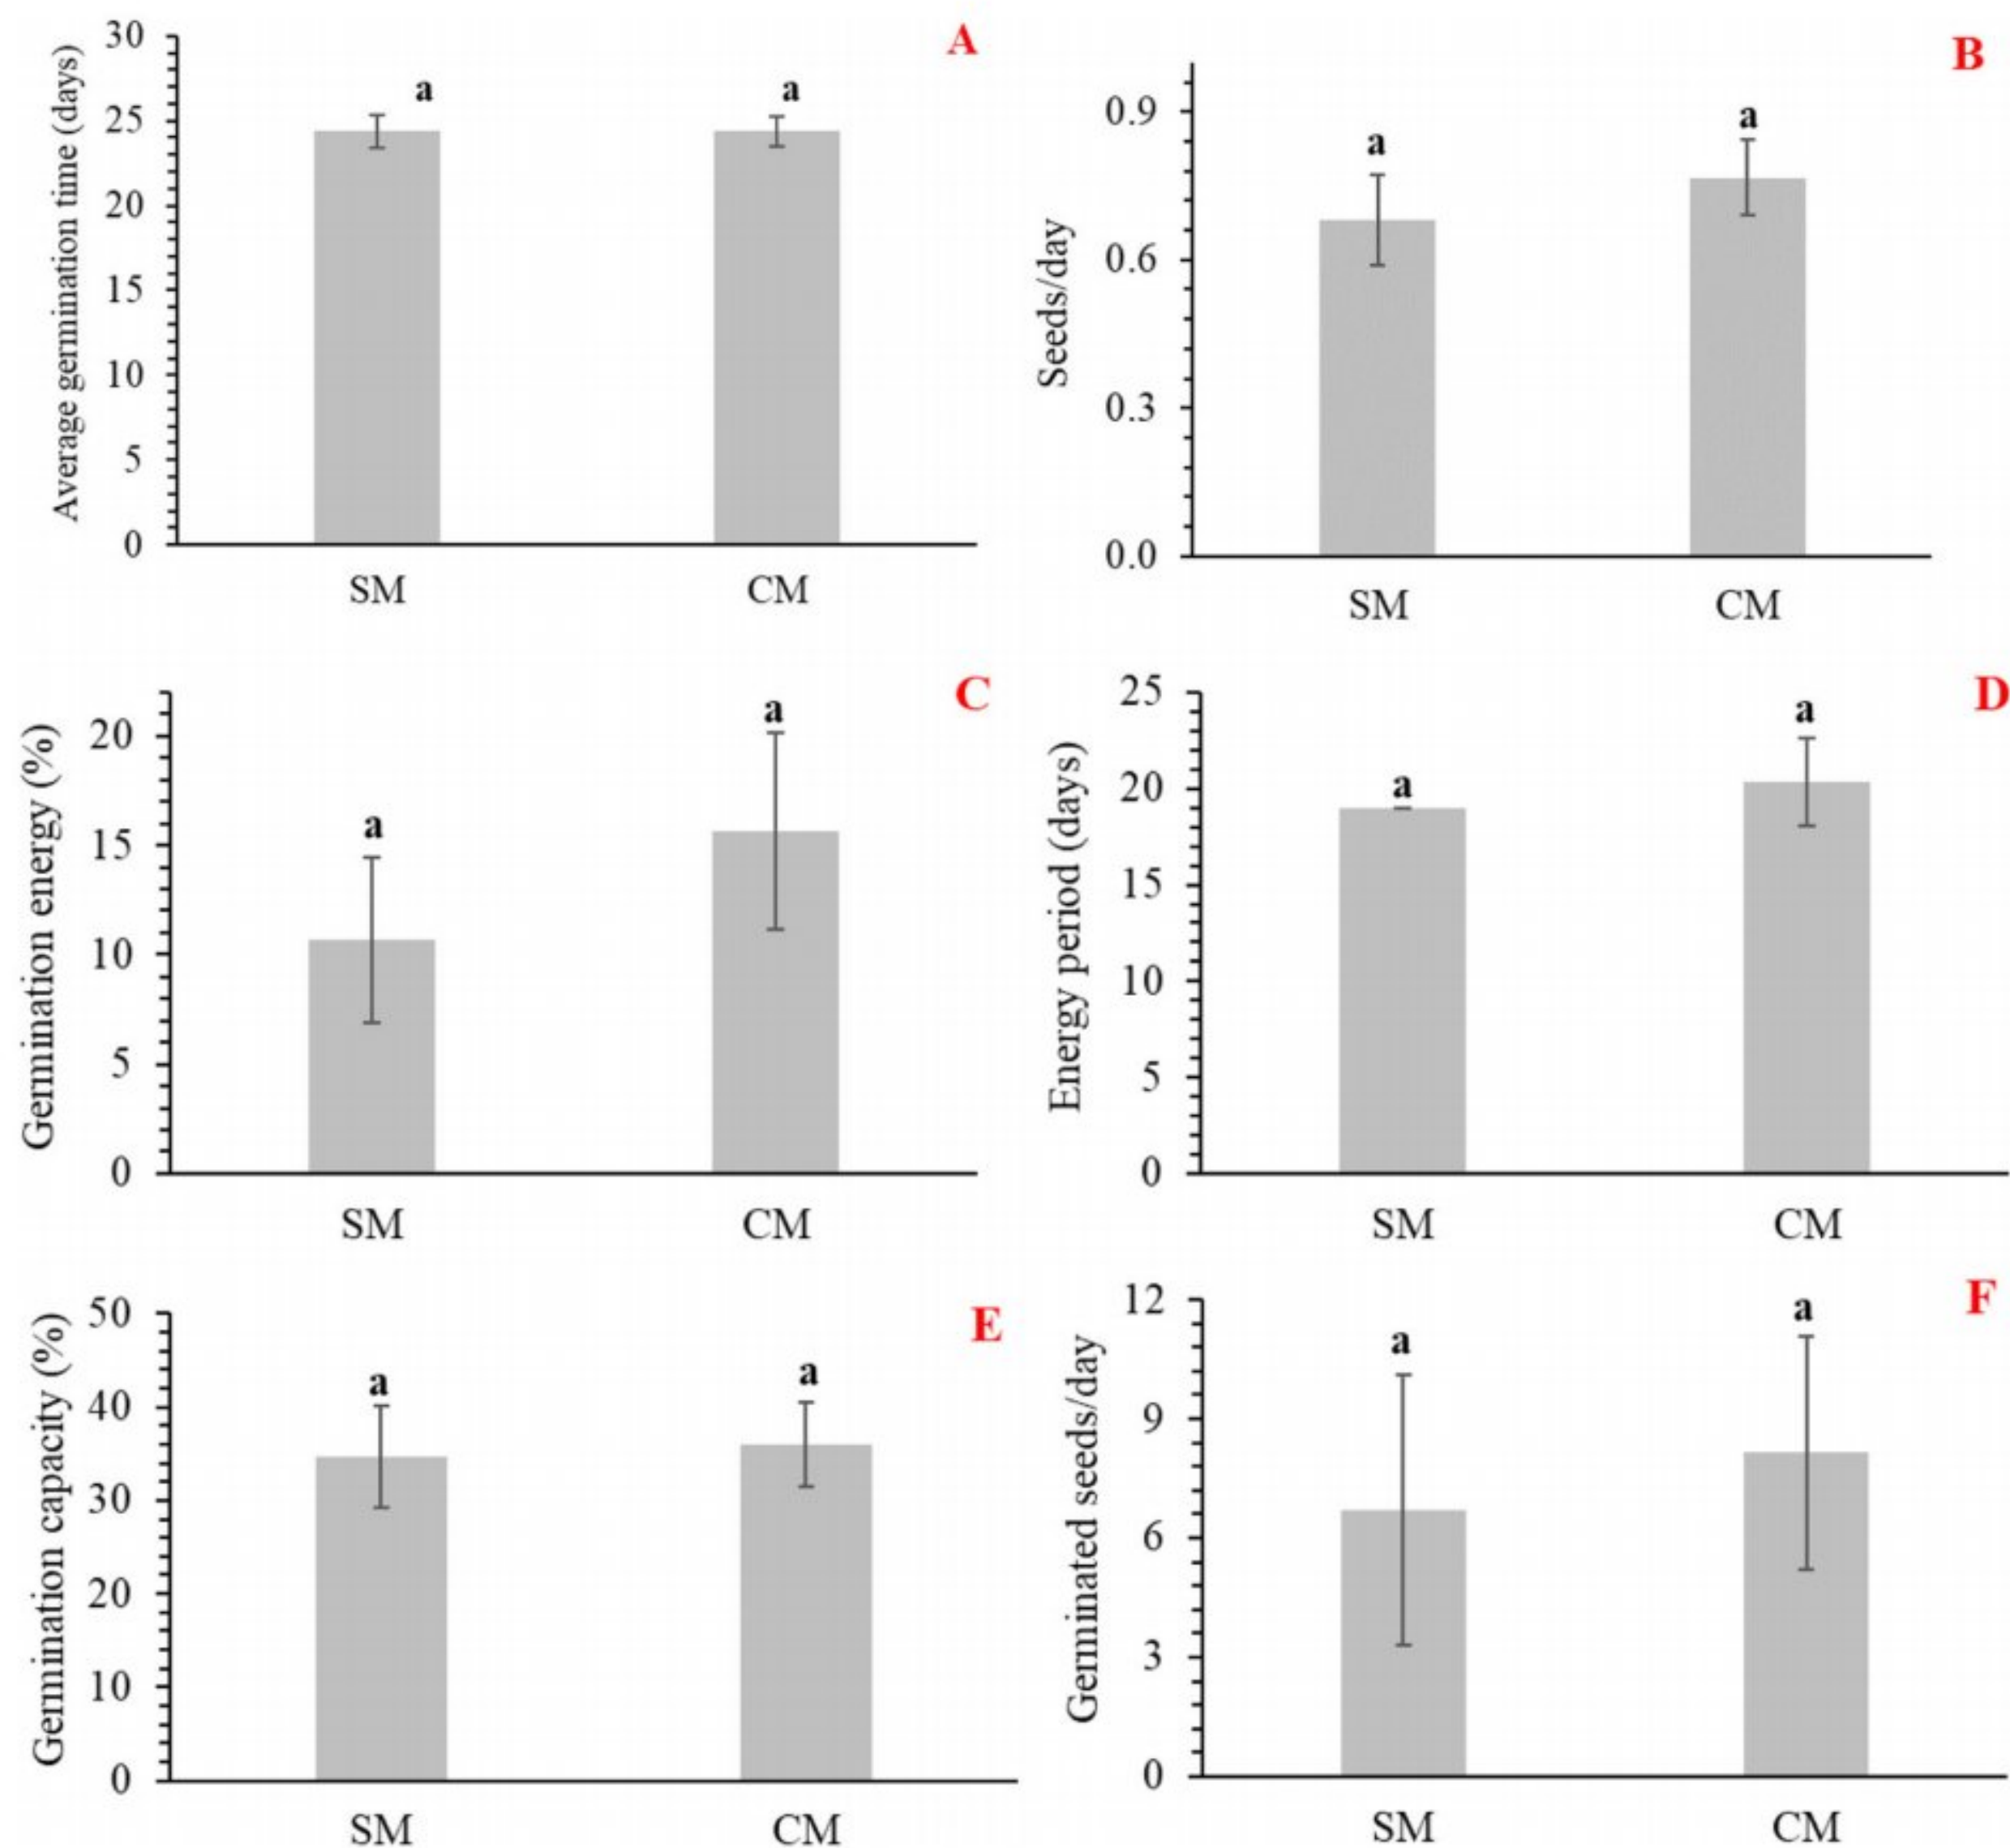 A
Average germination time (days)
30
25
20
15
10
5
0
a
a
SM
CM
B
Seeds/day
0.9
0.6
0.3
0.0
a
a
SM
CM
C
Germination energy (%)
20
15
10
5
0
a
a
SM
CM
D
Energy period (days)
25
20
15
10
5
0
a
a
SM
CM
E
Germination capacity (%)
50
40
30
20
10
0
a
a
SM
CM
F
Germinated seeds/day
12
9
6
3
0
a
a
SM
CM